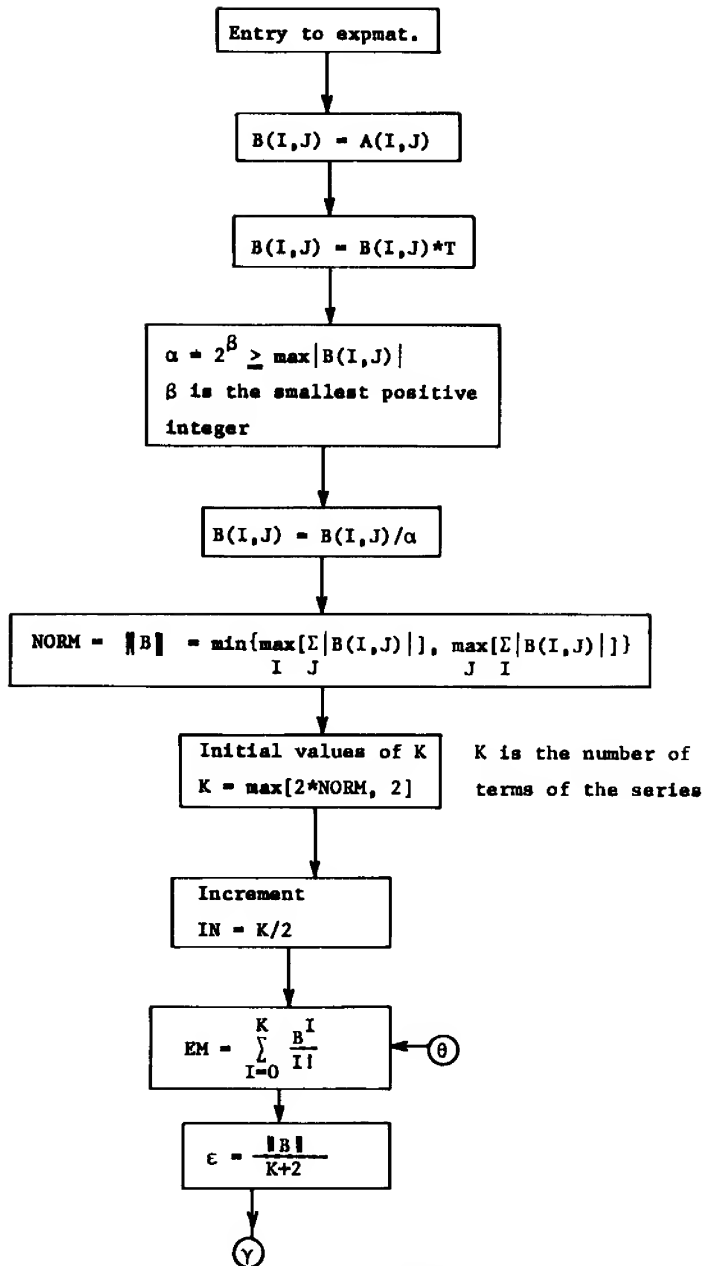 Entry to expmat.
B(I,J) = A(I,J)
B(I,J) = B(I,J)*T
α = 2^β ≥ max|B(I,J)|
β is the smallest positive
integer
B(I,J) = B(I,J)/α
NORM = ‖B‖ = min{max[Σ|B(I,J)|], max[Σ|B(I,J)|]}
I J J I
Initial values of K
K = max[2*NORM, 2]
K is the number of
terms of the series
Increment
IN = K/2
EM = Σ_{I=0}^{K} B^I / I!
θ
ε = ‖B‖ / K+2
γ